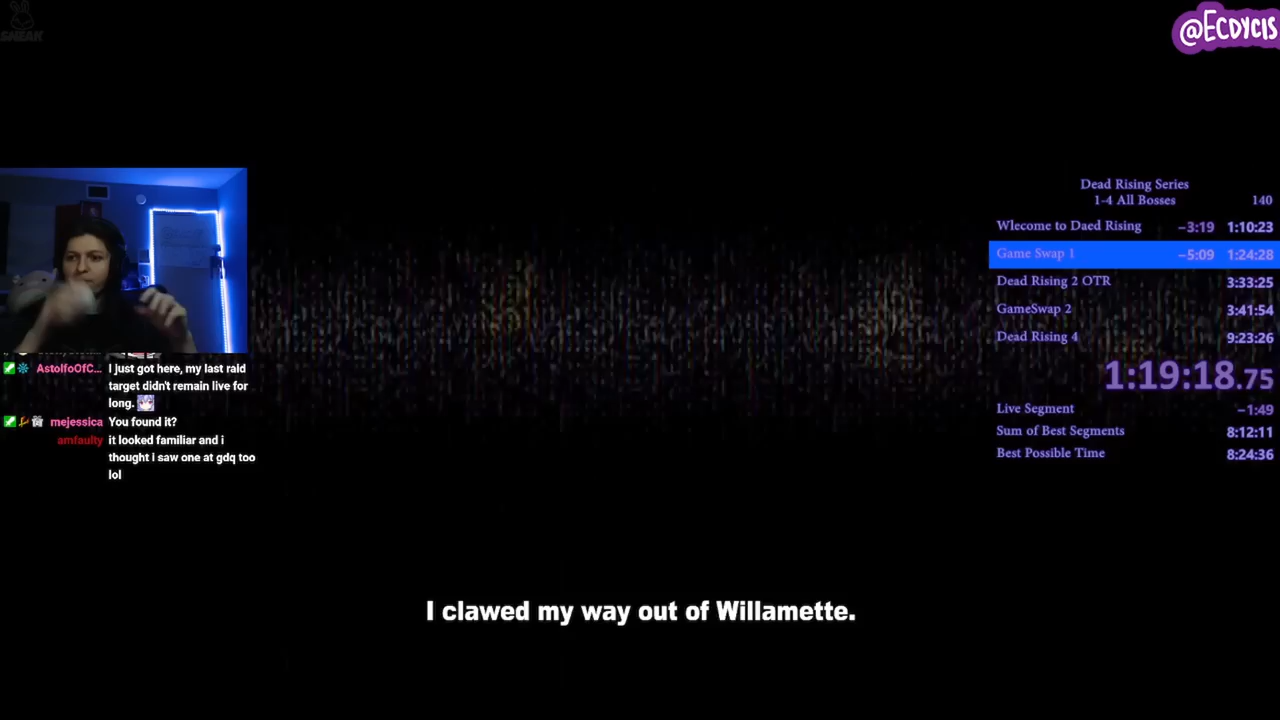 SNEAK
@ECDYCIS
Dead Rising Series
1-4 All Bosses 140
Wlecome to Daed Rising -3:19 1:10:23
Game Swap 1 -5:09 1:24:28
Dead Rising 2 OTR 3:33:25
GameSwap 2 3:41:54
Dead Rising 4 9:23:26
1:19:18.75
Live Segment -1:49
Sum of Best Segments 8:12:11
Best Possible Time 8:24:36
AstolfoOfC... I just got here, my last raid
target didn't remain live for
long.
mejessica You found it?
amfaulty it looked familiar and i
thought i saw one at gdq too
lol
I clawed my way out of Willamette.